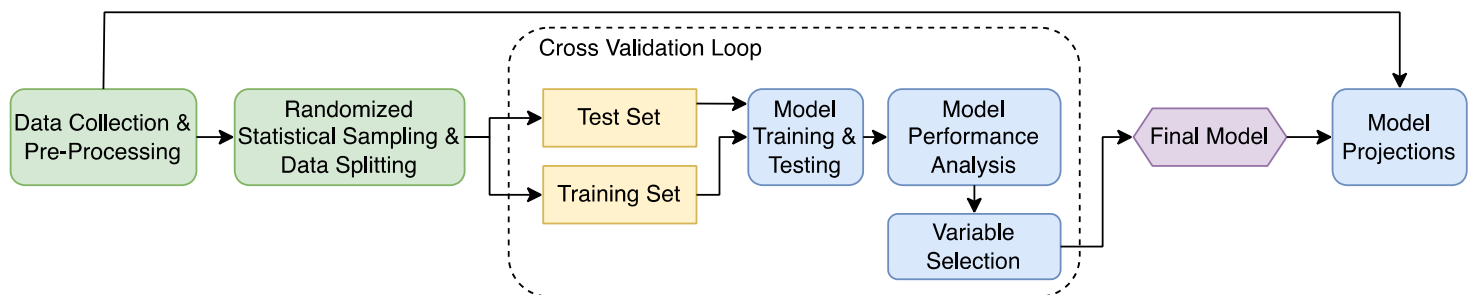 Cross Validation Loop
Data Collection &
Pre-Processing
Randomized
Statistical Sampling &
Data Splitting
Test Set
Training Set
Model
Training &
Testing
Model
Performance
Analysis
Variable
Selection
Final Model
Model
Projections